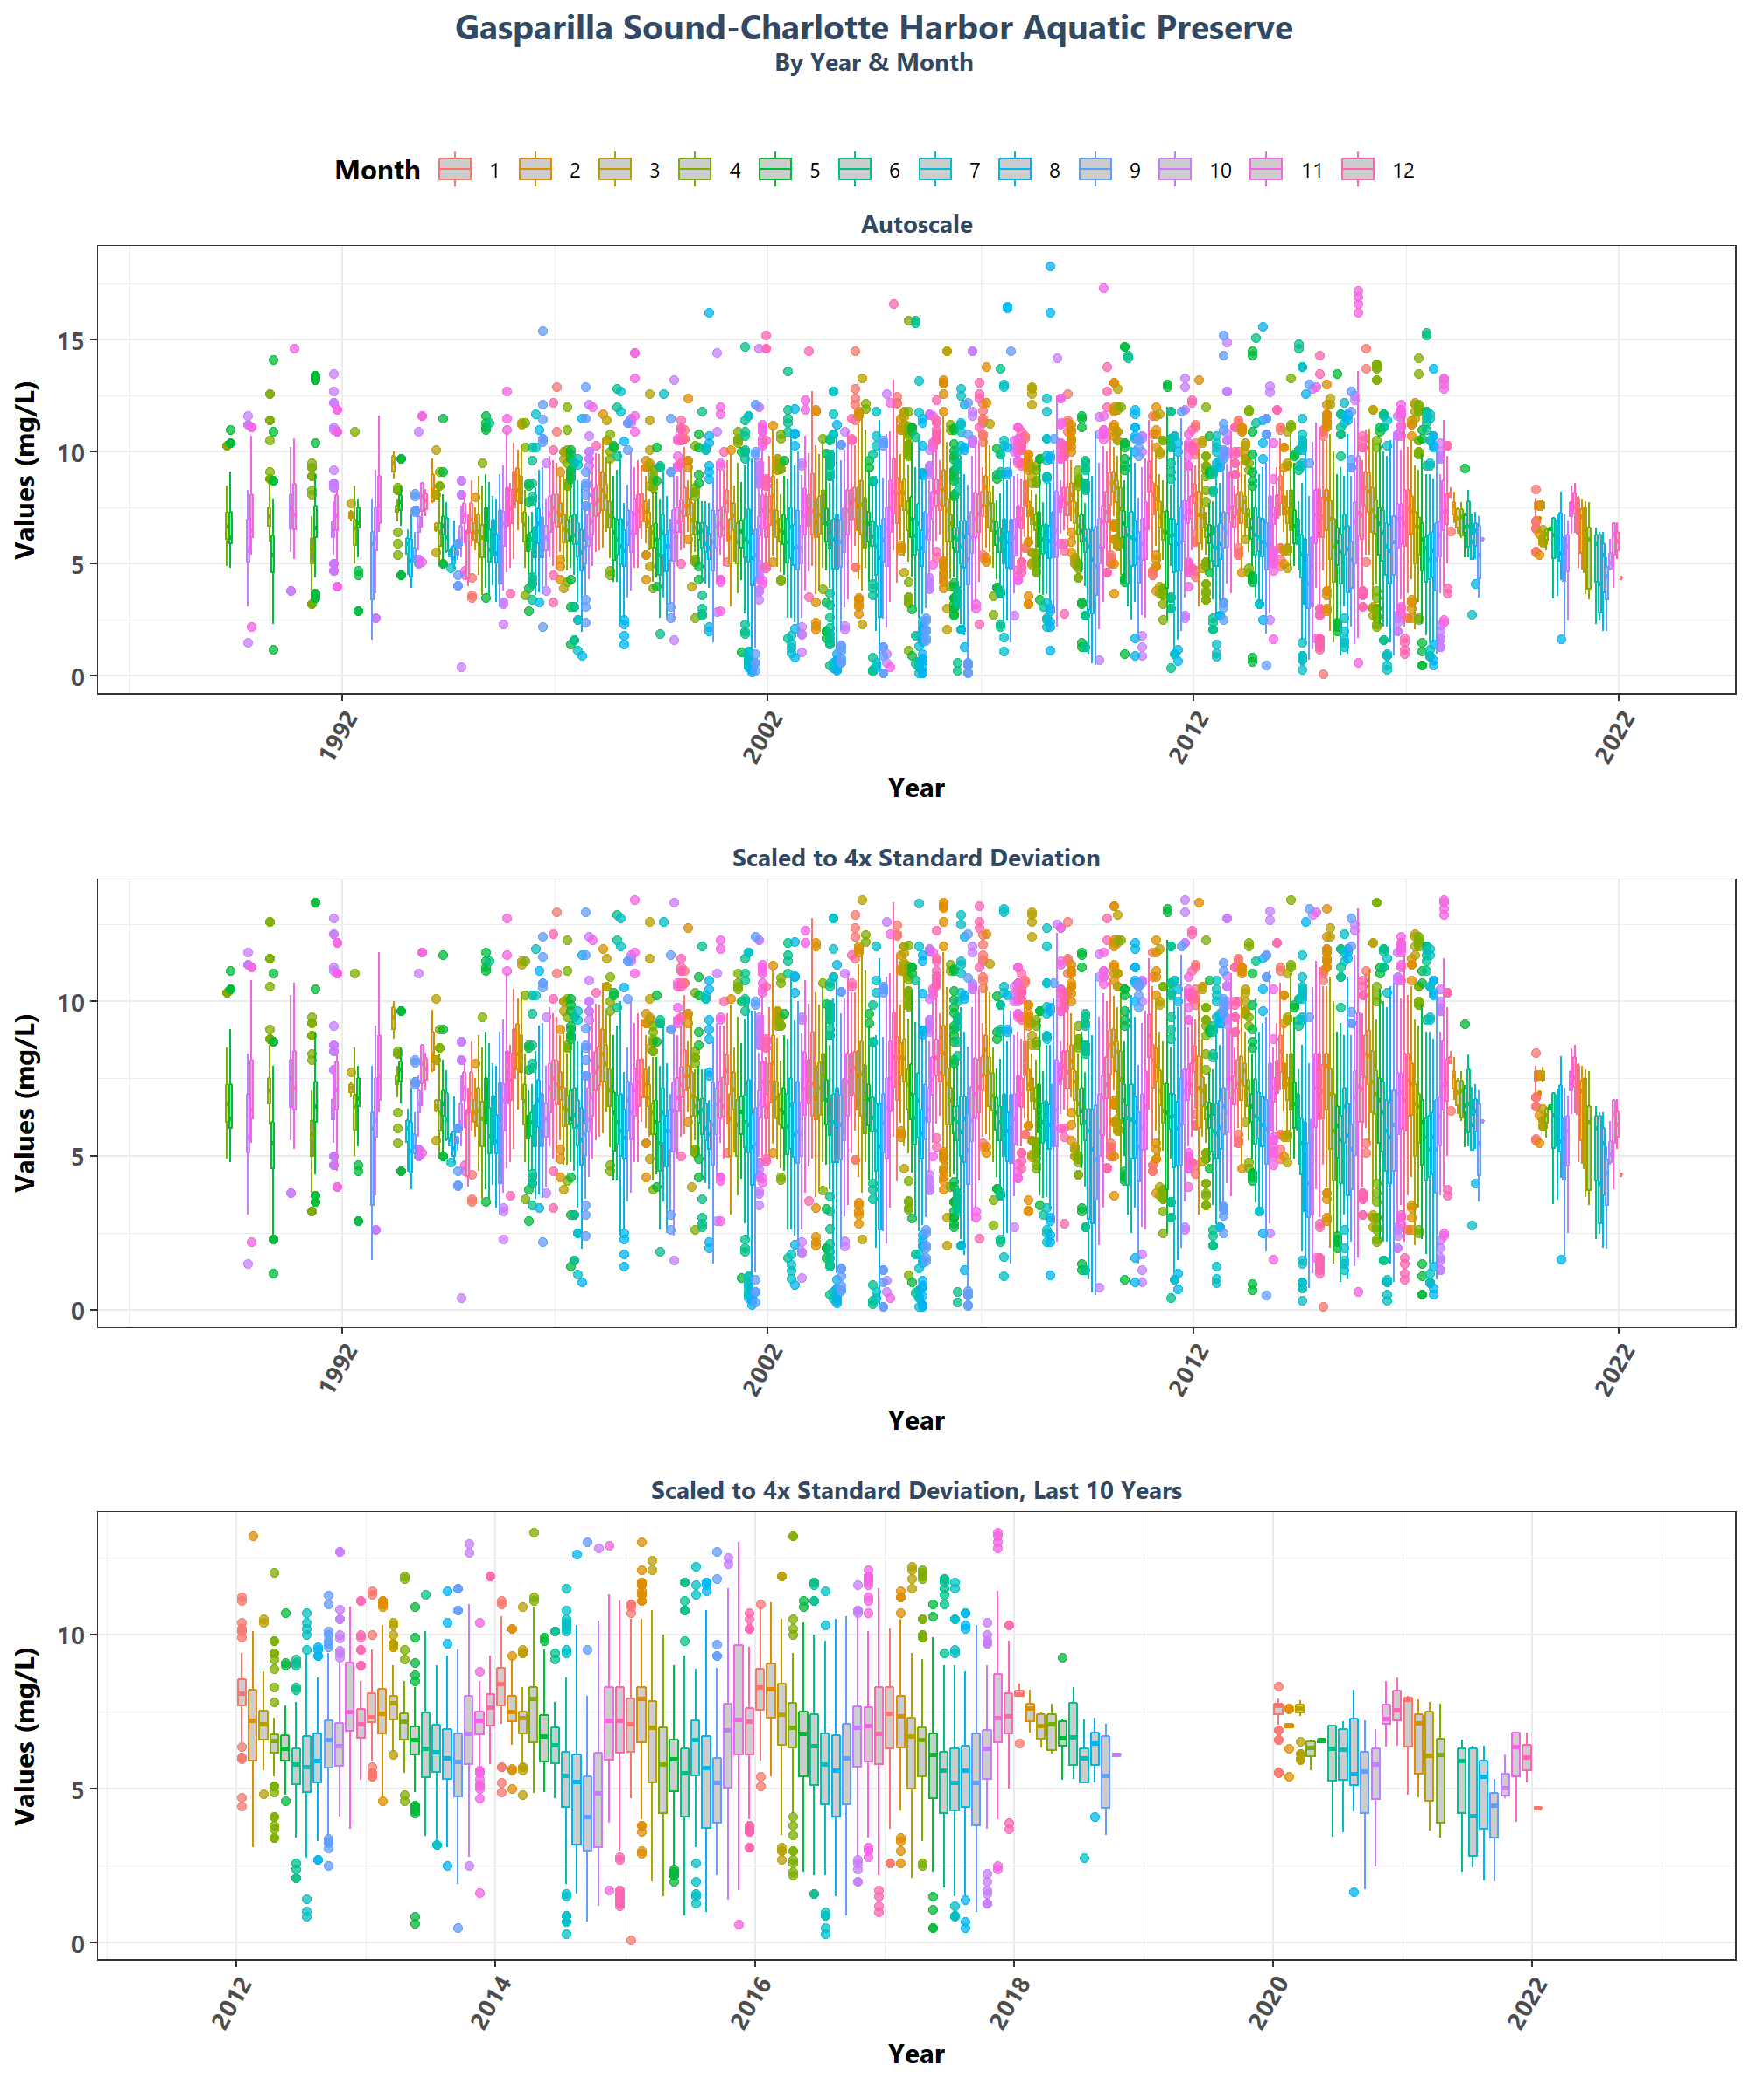 Gasparilla Sound-Charlotte Harbor Aquatic Preserve
By Year & Month
Month 1 2 3 4 5 6 7 8 9 10 11 12
Autoscale
Values (mg/L)
15
10
5
0
1992 2002 2012 2022
Year
Scaled to 4x Standard Deviation
Values (mg/L)
10
5
0
1992 2002 2012 2022
Year
Scaled to 4x Standard Deviation, Last 10 Years
Values (mg/L)
10
5
0
2012 2014 2016 2018 2020 2022
Year